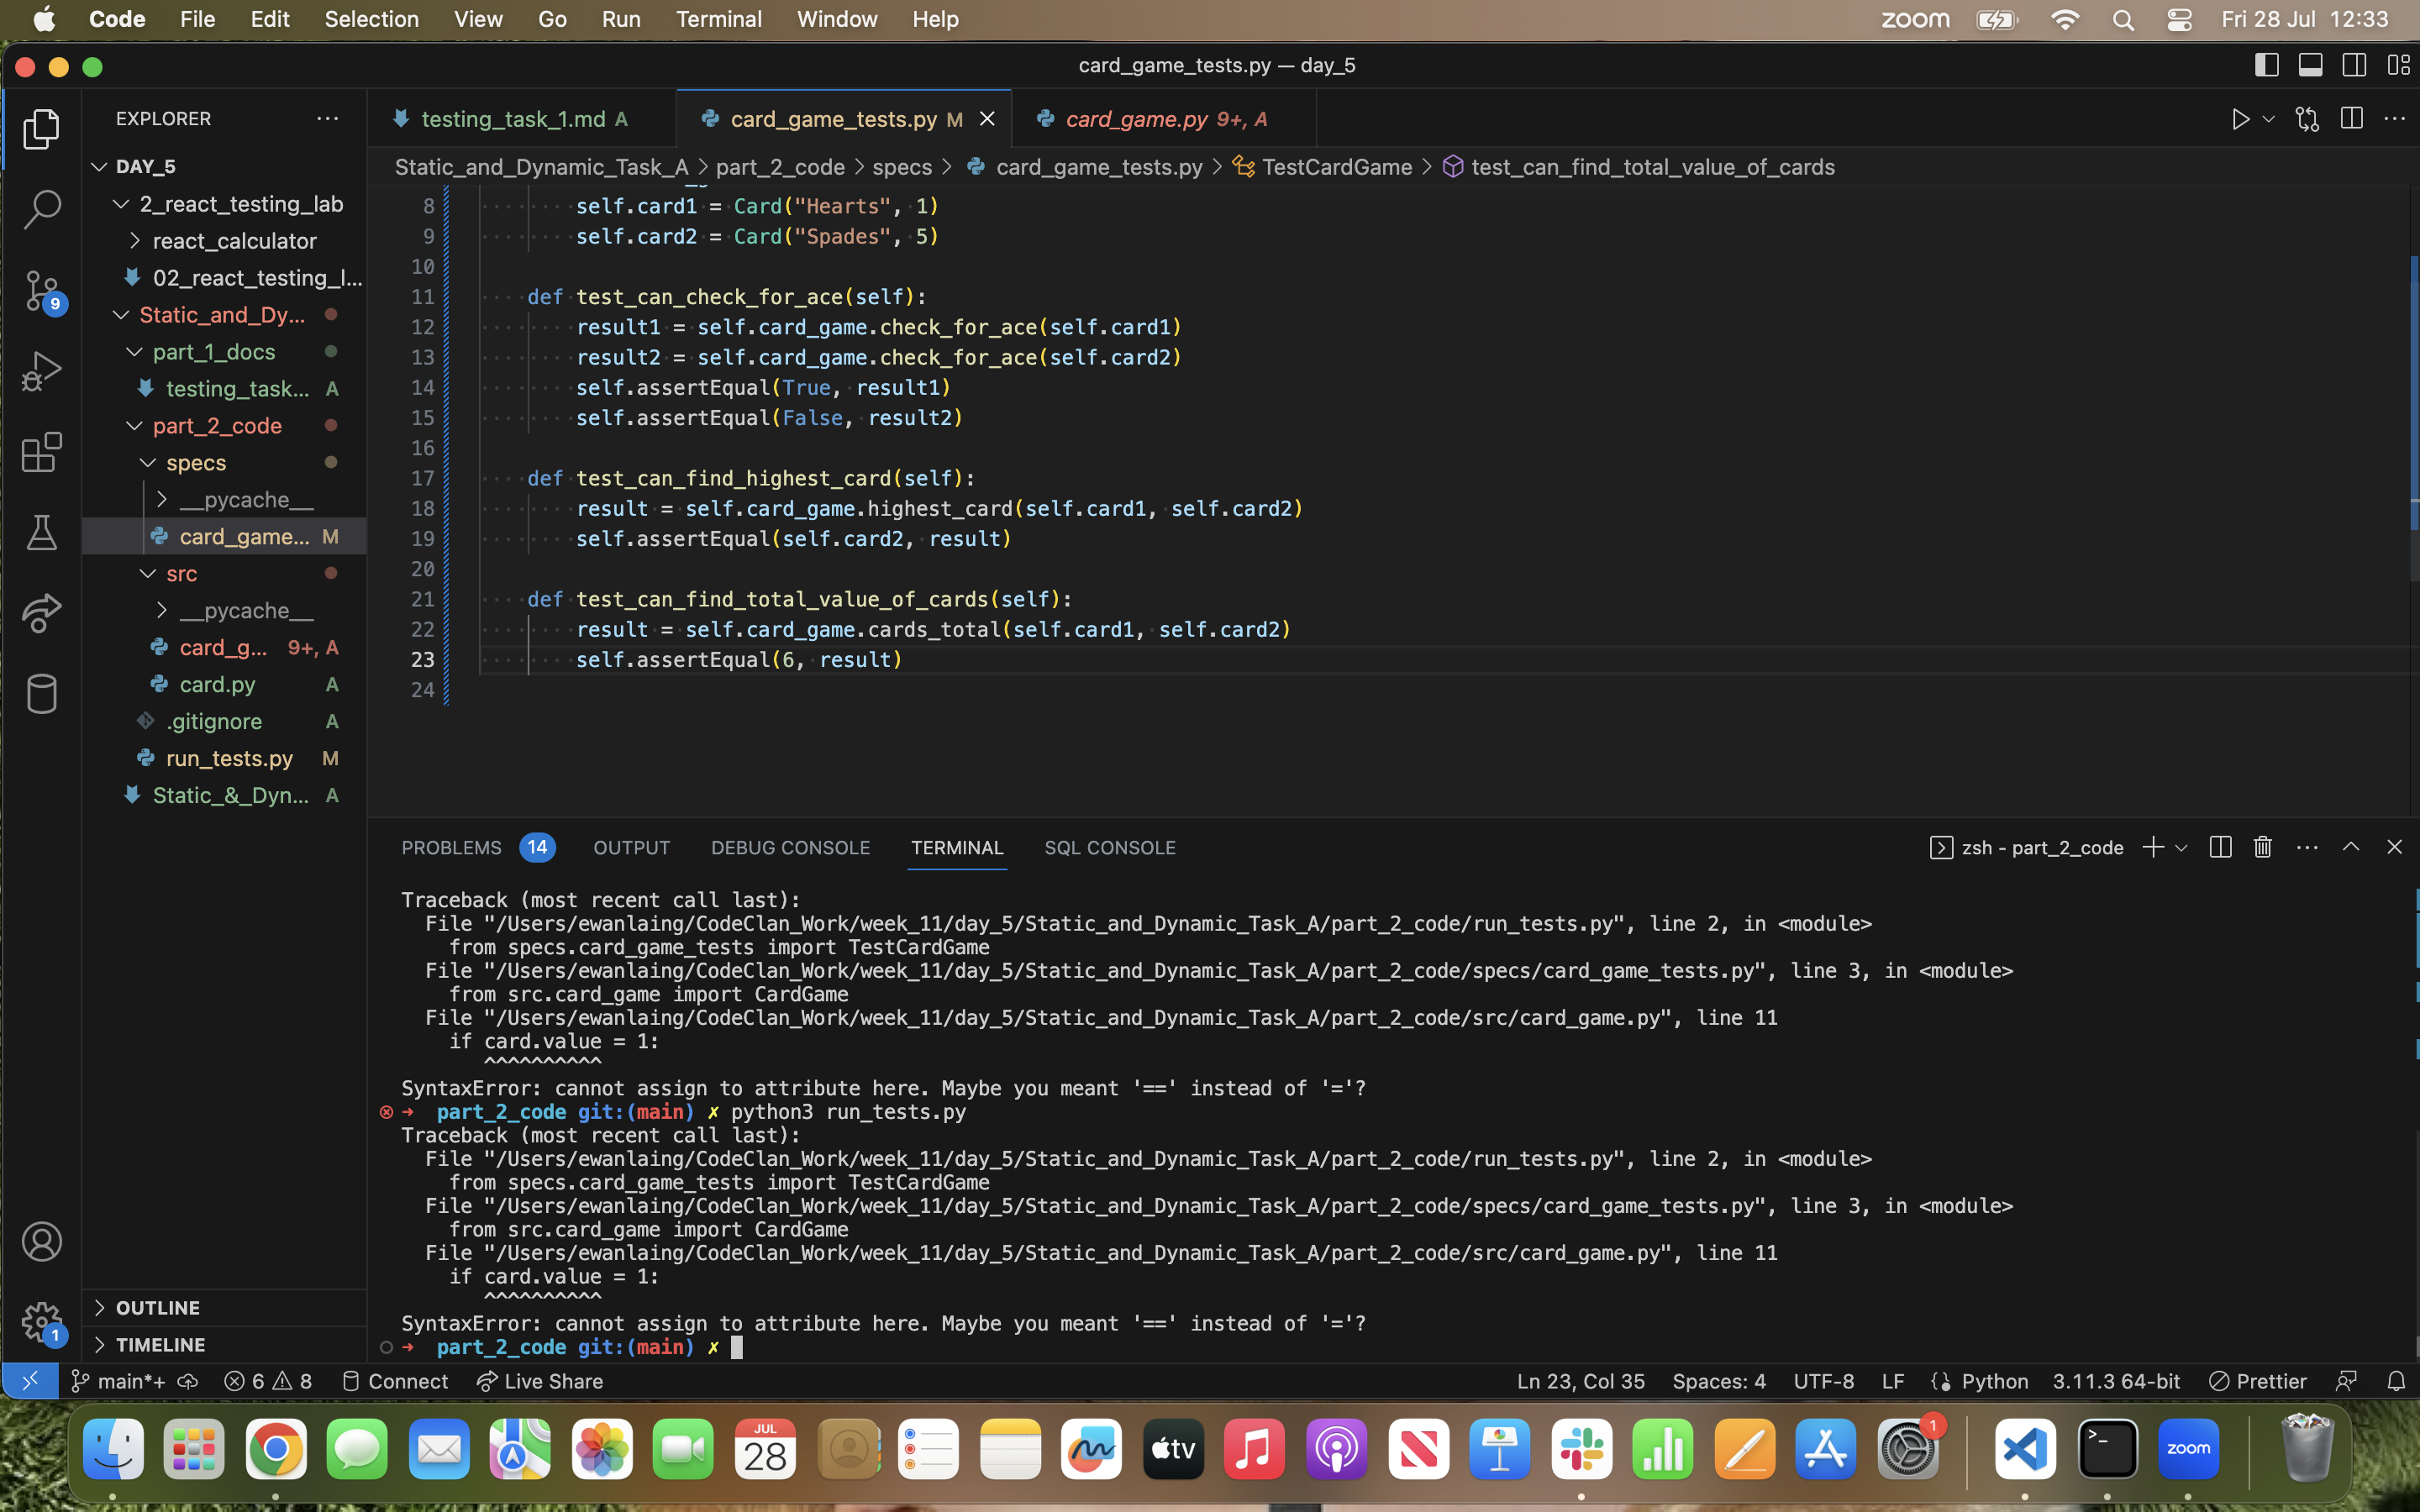 Code File Edit Selection View Go Run Terminal Window Help zoom Fri 28 Jul 12:33
card_game_tests.py — day_5
EXPLORER
testing_task_1.md A
card_game_tests.py M
card_game.py 9+, A
Static_and_Dynamic_Task_A > part_2_code > specs > card_game_tests.py > TestCardGame > test_can_find_total_value_of_cards
DAY_5
2_react_testing_lab
react_calculator
02_react_testing_l...
Static_and_Dy...
part_1_docs
testing_task... A
part_2_code
specs
__pycache__
card_game... M
src
__pycache__
card_g... 9+, A
card.py A
.gitignore A
run_tests.py M
Static_&_Dyn... A
OUTLINE
TIMELINE
9
1
8 self.card1 = Card("Hearts", 1)
9 self.card2 = Card("Spades", 5)
10
11 def test_can_check_for_ace(self):
12 result1 = self.card_game.check_for_ace(self.card1)
13 result2 = self.card_game.check_for_ace(self.card2)
14 self.assertEqual(True, result1)
15 self.assertEqual(False, result2)
16
17 def test_can_find_highest_card(self):
18 result = self.card_game.highest_card(self.card1, self.card2)
19 self.assertEqual(self.card2, result)
20
21 def test_can_find_total_value_of_cards(self):
22 result = self.card_game.cards_total(self.card1, self.card2)
23 self.assertEqual(6, result)
24
PROBLEMS 14 OUTPUT DEBUG CONSOLE TERMINAL SQL CONSOLE zsh - part_2_code
Traceback (most recent call last):
File "/Users/ewanlaing/CodeClan_Work/week_11/day_5/Static_and_Dynamic_Task_A/part_2_code/run_tests.py", line 2, in <module>
from specs.card_game_tests import TestCardGame
File "/Users/ewanlaing/CodeClan_Work/week_11/day_5/Static_and_Dynamic_Task_A/part_2_code/specs/card_game_tests.py", line 3, in <module>
from src.card_game import CardGame
File "/Users/ewanlaing/CodeClan_Work/week_11/day_5/Static_and_Dynamic_Task_A/part_2_code/src/card_game.py", line 11
if card.value = 1:
^^^^^^^^^^
SyntaxError: cannot assign to attribute here. Maybe you meant '==' instead of '='?
➜ part_2_code git:(main) ✗ python3 run_tests.py
Traceback (most recent call last):
File "/Users/ewanlaing/CodeClan_Work/week_11/day_5/Static_and_Dynamic_Task_A/part_2_code/run_tests.py", line 2, in <module>
from specs.card_game_tests import TestCardGame
File "/Users/ewanlaing/CodeClan_Work/week_11/day_5/Static_and_Dynamic_Task_A/part_2_code/specs/card_game_tests.py", line 3, in <module>
from src.card_game import CardGame
File "/Users/ewanlaing/CodeClan_Work/week_11/day_5/Static_and_Dynamic_Task_A/part_2_code/src/card_game.py", line 11
if card.value = 1:
^^^^^^^^^^
SyntaxError: cannot assign to attribute here. Maybe you meant '==' instead of '='?
➜ part_2_code git:(main) ✗
main*+ 6 8 Connect Live Share Ln 23, Col 35 Spaces: 4 UTF-8 LF Python 3.11.3 64-bit Prettier
JUL
28
tv
1
zoom